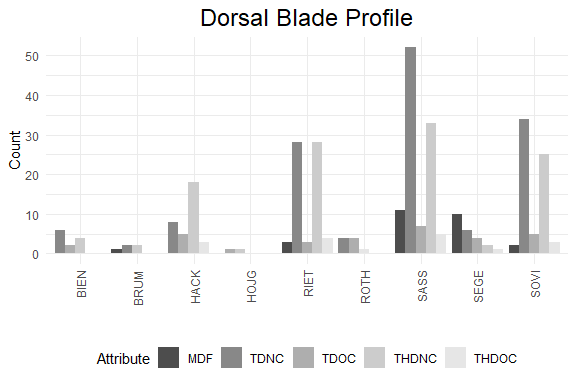 Dorsal Blade Profile
Count
50
40
30
20
10
0
BIEN BRUM HACK HOJG RIET ROTH SASS SEGE SOVI
Attribute MDF TDNC TDOC THDNC THDOC